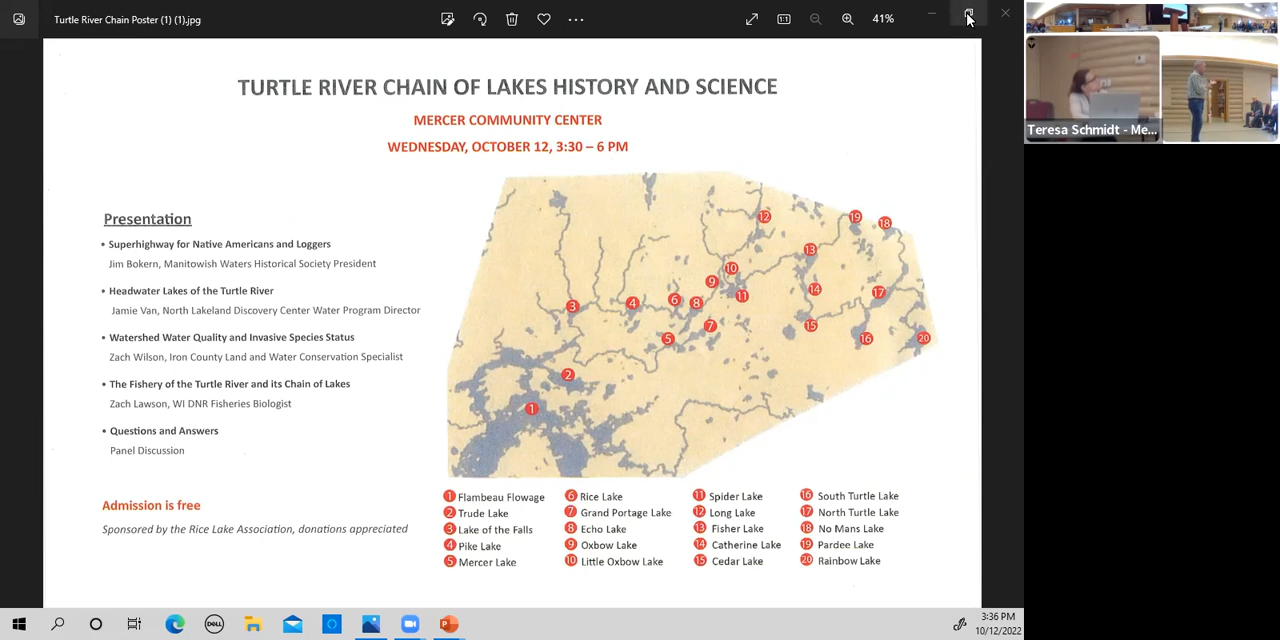 Turtle River Chain Poster (1) (1).jpg
41%
TURTLE RIVER CHAIN OF LAKES HISTORY AND SCIENCE
MERCER COMMUNITY CENTER
WEDNESDAY, OCTOBER 12, 3:30 – 6 PM
Presentation
• Superhighway for Native Americans and Loggers
Jim Bokern, Manitowish Waters Historical Society President
• Headwater Lakes of the Turtle River
Jamie Van, North Lakeland Discovery Center Water Program Director
• Watershed Water Quality and Invasive Species Status
Zach Wilson, Iron County Land and Water Conservation Specialist
• The Fishery of the Turtle River and its Chain of Lakes
Zach Lawson, WI DNR Fisheries Biologist
• Questions and Answers
Panel Discussion
Admission is free
Sponsored by the Rice Lake Association, donations appreciated
12
19
18
13
10
9
11
14
17
3
4
6
8
7
15
5
16
20
2
1
1 Flambeau Flowage
2 Trude Lake
3 Lake of the Falls
4 Pike Lake
5 Mercer Lake
6 Rice Lake
7 Grand Portage Lake
8 Echo Lake
9 Oxbow Lake
10 Little Oxbow Lake
11 Spider Lake
12 Long Lake
13 Fisher Lake
14 Catherine Lake
15 Cedar Lake
16 South Turtle Lake
17 North Turtle Lake
18 No Mans Lake
19 Pardee Lake
20 Rainbow Lake
Teresa Schmidt - Me...
DELL
3:36 PM
10/12/2022